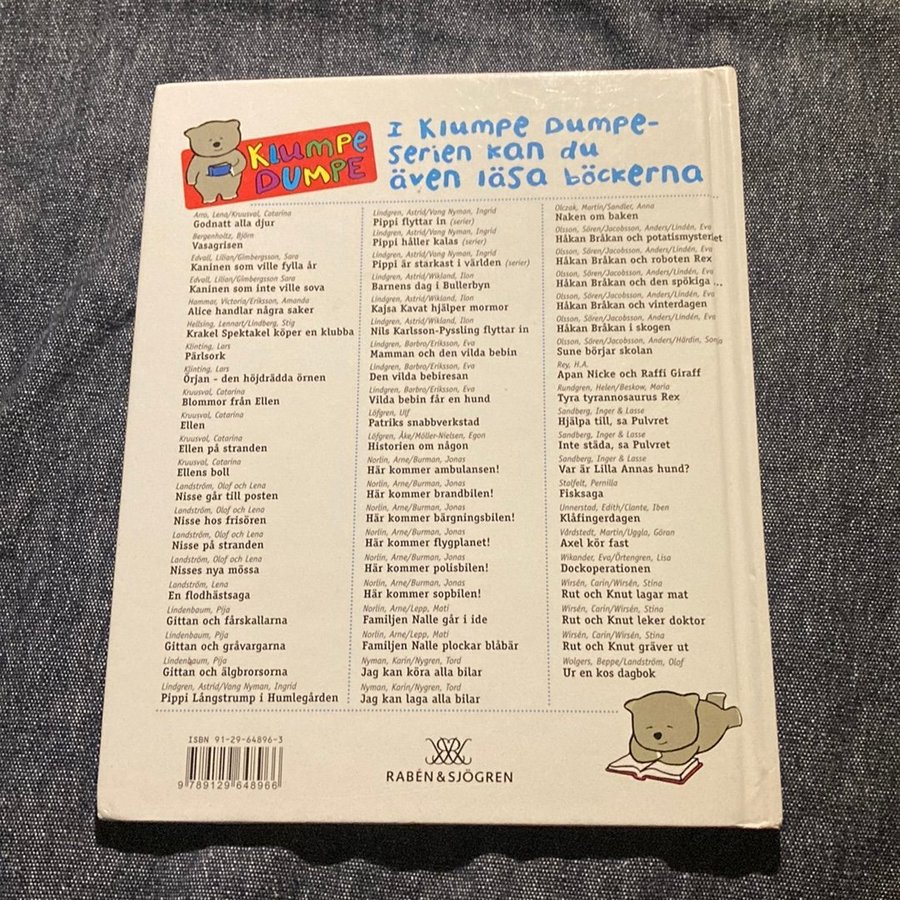 KLUMPE
DUMPE
I KLUMPE DUMPE-
serien kan du
även läsa böckerna
Arro, Lena/Kruusval, Catarina
Godnatt alla djur
Bergenholtz, Björn
Vasagrisen
Edvall, Lilian/Gimbergsson, Sara
Kaninen som ville fylla år
Edvall, Lilian/Gimbergsson Sara
Kaninen som inte ville sova
Hammar, Victoria/Eriksson, Amanda
Alice handlar några saker
Hellsing, Lennart/Lindberg, Stig
Krakel Spektakel köper en klubba
Klinting, Lars
Pärlsork
Klinting, Lars
Örjan – den höjdrädda örnen
Kruusval, Catarina
Blommor från Ellen
Kruusval, Catarina
Ellen
Kruusval, Catarina
Ellen på stranden
Kruusval, Catarina
Ellens boll
Landström, Olof och Lena
Nisse går till posten
Landström, Olof och Lena
Nisse hos frisören
Landström, Olof och Lena
Nisse på stranden
Landström, Olof och Lena
Nisses nya mössa
Landström, Lena
En flodhästsaga
Lindenbaum, Pija
Gittan och fårskallarna
Lindenbaum, Pija
Gittan och gråvargarna
Lindenbaum, Pija
Gittan och älgbrorsorna
Lindgren, Astrid/Vang Nyman, Ingrid
Pippi Långstrump i Humlegården
Lindgren, Astrid/Vang Nyman, Ingrid
Pippi flyttar in (serier)
Lindgren, Astrid/Vang Nyman, Ingrid
Pippi håller kalas (serier)
Lindgren, Astrid/Vang Nyman, Ingrid
Pippi är starkast i världen (serier)
Lindgren, Astrid/Wikland, Ilon
Barnens dag i Bullerbyn
Lindgren, Astrid/Wikland, Ilon
Kajsa Kavat hjälper mormor
Lindgren, Astrid/Wikland, Ilon
Nils Karlsson-Pyssling flyttar in
Lindgren, Barbro/Eriksson, Eva
Mamman och den vilda bebin
Lindgren, Barbro/Eriksson, Eva
Den vilda bebiresan
Lindgren, Barbro/Eriksson, Eva
Vilda bebin får en hund
Löfgren, Ulf
Patriks snabbverkstad
Löfgren, Åke/Möller-Nielsen, Egon
Historien om någon
Norlin, Arne/Burman, Jonas
Här kommer ambulansen!
Norlin, Arne/Burman, Jonas
Här kommer brandbilen!
Norlin, Arne/Burman, Jonas
Här kommer bärgningsbilen!
Norlin, Arne/Burman, Jonas
Här kommer flygplanet!
Norlin, Arne/Burman, Jonas
Här kommer polisbilen!
Norlin, Arne/Burman, Jonas
Här kommer sopbilen!
Norlin, Arne/Lepp, Mati
Familjen Nalle går i ide
Norlin, Arne/Lepp, Mati
Familjen Nalle plockar blåbär
Nyman, Karin/Nygren, Tord
Jag kan köra alla bilar
Nyman, Karin/Nygren, Tord
Jag kan laga alla bilar
Olczak, Martin/Sandler, Anna
Naken om baken
Olsson, Sören/Jacobsson, Anders/Lindén, Eva
Håkan Bråkan och potatismysteriet
Olsson, Sören/Jacobsson, Anders/Lindén, Eva
Håkan Bråkan och roboten Rex
Olsson, Sören/Jacobsson, Anders/Lindén, Eva
Håkan Bråkan och den spökiga ...
Olsson, Sören/Jacobsson, Anders/Lindén, Eva
Håkan Bråkan och vinterdagen
Olsson, Sören/Jacobsson, Anders/Lindén, Eva
Håkan Bråkan i skogen
Olsson, Sören/Jacobsson, Anders/Härdin, Sonja
Sune börjar skolan
Rey, H.A.
Apan Nicke och Raffi Giraff
Rundgren, Helen/Beskow, Maria
Tyra tyrannosaurus Rex
Sandberg, Inger & Lasse
Hjälpa till, sa Pulvret
Sandberg, Inger & Lasse
Inte städa, sa Pulvret
Sandberg, Inger & Lasse
Var är Lilla Annas hund?
Stalfelt, Pernilla
Fisksaga
Unnerstad, Edith/Clante, Iben
Klåfingerdagen
Vårdstedt, Martin/Uggla, Göran
Axel kör fast
Wikander, Eva/Örtengren, Lisa
Dockoperationen
Wirsén, Carin/Wirsén, Stina
Rut och Knut lagar mat
Wirsén, Carin/Wirsén, Stina
Rut och Knut leker doktor
Wirsén, Carin/Wirsén, Stina
Rut och Knut gräver ut
Wolgers, Beppe/Landström, Olof
Ur en kos dagbok
ISBN 91-29-64896-3
9 789129 648966
RABÉN & SJÖGREN